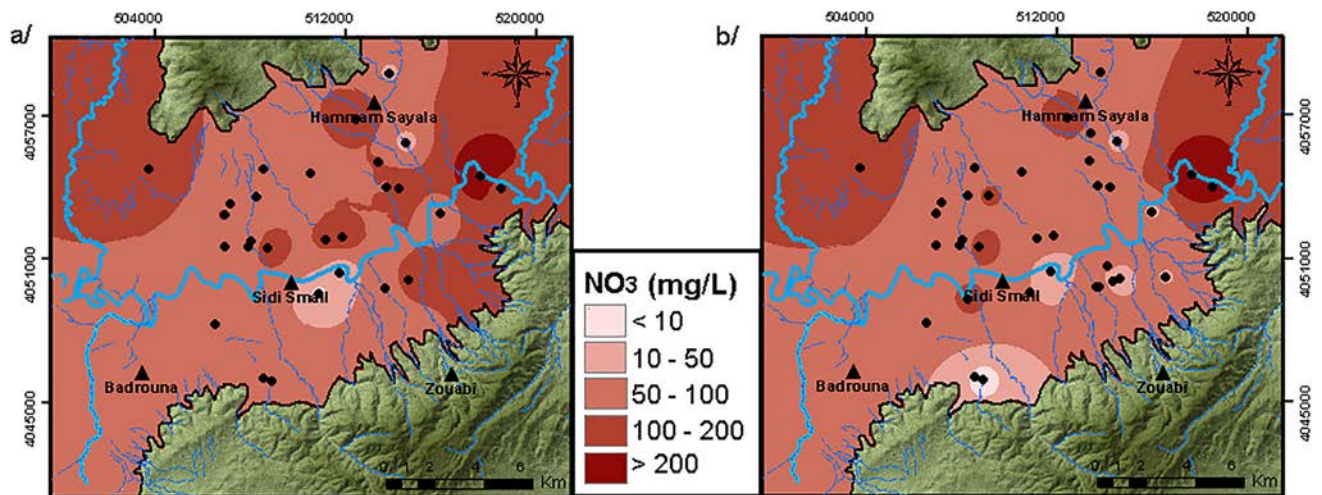 a/
504000 512000 520000
4057000
4051000
4045000
Hammam Sayala
Sidi Smail
Badrouna
Zouabi
0 1 2 4 6
Km
NO3 (mg/L)
< 10
10 - 50
50 - 100
100 - 200
> 200
b/
504000 512000 520000
Hammam Sayala
Sidi Smail
Badrouna
Zouabi
0 1 2 4 6
Km
4057000
4051000
4045000